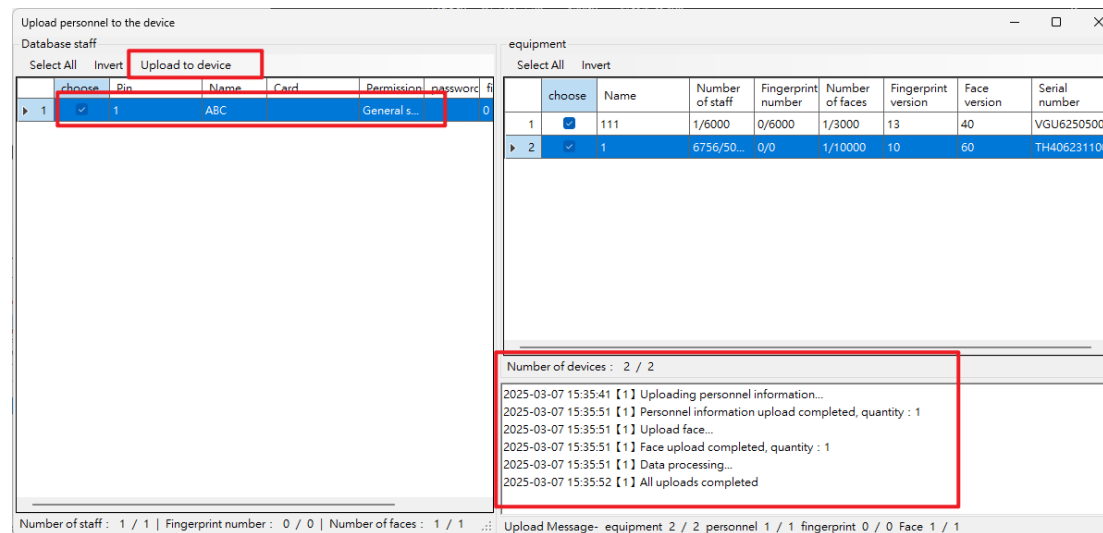 Upload personnel to the device
Database staff
Select All Invert Upload to device
choose Pin Name Card Permission password fi
1 1 ABC General s... 0
Number of staff : 1 / 1 | Fingerprint number : 0 / 0 | Number of faces : 1 / 1
equipment
Select All Invert
choose Name Number of staff Fingerprint number Number of faces Fingerprint version Face version Serial number
1 111 1/6000 0/6000 1/3000 13 40 VGU6250500
2 1 6756/50... 0/0 1/10000 10 60 TH40623110
Number of devices : 2 / 2
2025-03-07 15:35:41【1】Uploading personnel information...
2025-03-07 15:35:51【1】Personnel information upload completed, quantity : 1
2025-03-07 15:35:51【1】Upload face...
2025-03-07 15:35:51【1】Face upload completed, quantity : 1
2025-03-07 15:35:51【1】Data processing...
2025-03-07 15:35:52【1】All uploads completed
Upload Message- equipment 2 / 2 personnel 1 / 1 fingerprint 0 / 0 Face 1 / 1